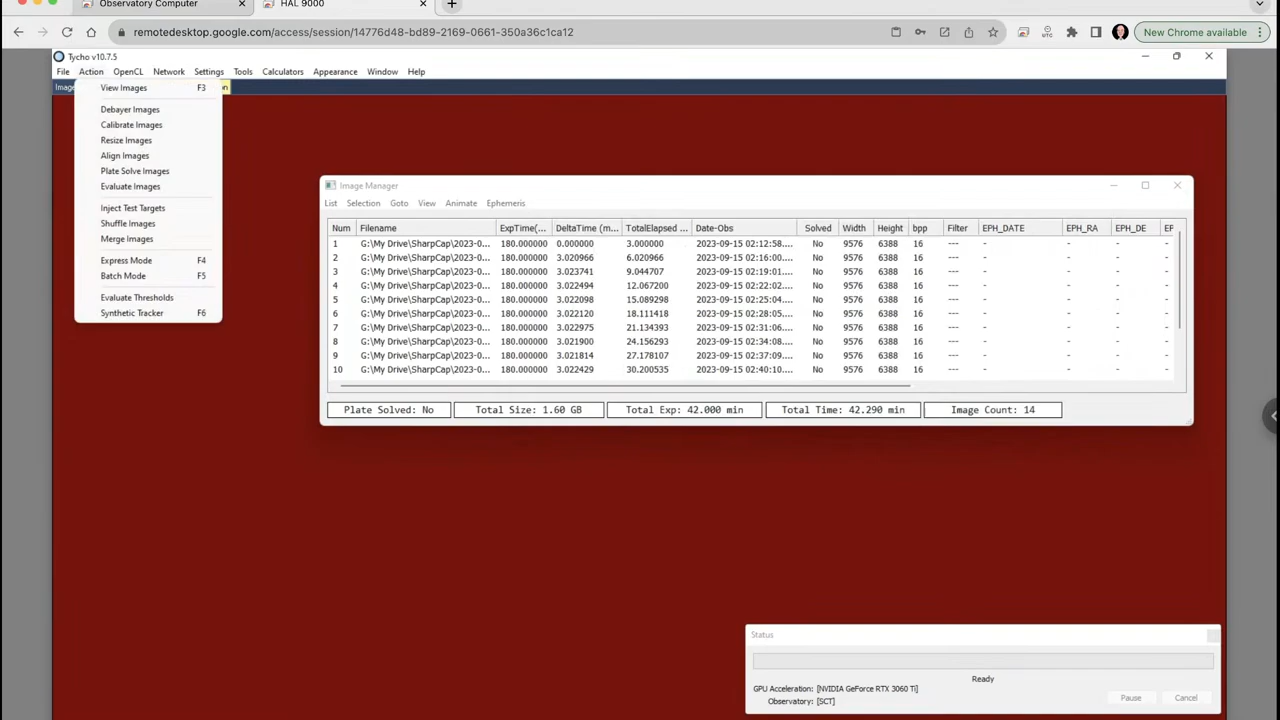 Observatory Computer
HAL 9000
remotedesktop.google.com/access/session/14776d48-bd89-2169-0661-350a36c1ca12
New Chrome available
Tycho v10.7.5
File Action OpenCL Network Settings Tools Calculators Appearance Window Help
Image
View Images F3
Debayer Images
Calibrate Images
Resize Images
Align Images
Plate Solve Images
Evaluate Images
Inject Test Targets
Shuffle Images
Merge Images
Express Mode F4
Batch Mode F5
Evaluate Thresholds
Synthetic Tracker F6
Image Manager
List Selection Goto View Animate Ephemeris
Num Filename ExpTime(... DeltaTime (m... TotalElapsed ... Date-Obs Solved Width Height bpp Filter EPH_DATE EPH_RA EPH_DE EF
1 G:\My Drive\SharpCap\2023-0... 180.000000 0.000000 3.000000 2023-09-15 02:12:58.... No 9576 6388 16 --- - - - -
2 G:\My Drive\SharpCap\2023-0... 180.000000 3.020966 6.020966 2023-09-15 02:16:00.... No 9576 6388 16 --- - - - -
3 G:\My Drive\SharpCap\2023-0... 180.000000 3.023741 9.044707 2023-09-15 02:19:01.... No 9576 6388 16 --- - - - -
4 G:\My Drive\SharpCap\2023-0... 180.000000 3.022494 12.067200 2023-09-15 02:22:02.... No 9576 6388 16 --- - - - -
5 G:\My Drive\SharpCap\2023-0... 180.000000 3.022098 15.089298 2023-09-15 02:25:04.... No 9576 6388 16 --- - - - -
6 G:\My Drive\SharpCap\2023-0... 180.000000 3.022120 18.111418 2023-09-15 02:28:05.... No 9576 6388 16 --- - - - -
7 G:\My Drive\SharpCap\2023-0... 180.000000 3.022975 21.134393 2023-09-15 02:31:06.... No 9576 6388 16 --- - - - -
8 G:\My Drive\SharpCap\2023-0... 180.000000 3.021900 24.156293 2023-09-15 02:34:08.... No 9576 6388 16 --- - - - -
9 G:\My Drive\SharpCap\2023-0... 180.000000 3.021814 27.178107 2023-09-15 02:37:09.... No 9576 6388 16 --- - - - -
10 G:\My Drive\SharpCap\2023-0... 180.000000 3.022429 30.200535 2023-09-15 02:40:10.... No 9576 6388 16 --- - - - -
Plate Solved: No Total Size: 1.60 GB Total Exp: 42.000 min Total Time: 42.290 min Image Count: 14
Status
Ready
GPU Acceleration: [NVIDIA GeForce RTX 3060 Ti]
Observatory: [SCT]
Pause Cancel